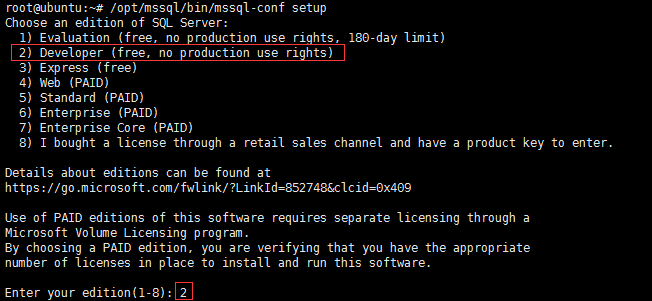 root@ubuntu:~# /opt/mssql/bin/mssql-conf setup
Choose an edition of SQL Server:
1) Evaluation (free, no production use rights, 180-day limit)
2) Developer (free, no production use rights)
3) Express (free)
4) Web (PAID)
5) Standard (PAID)
6) Enterprise (PAID)
7) Enterprise Core (PAID)
8) I bought a license through a retail sales channel and have a product key to enter.
Details about editions can be found at
https://go.microsoft.com/fwlink/?LinkId=852748&clcid=0x409
Use of PAID editions of this software requires separate licensing through a
Microsoft Volume Licensing program.
By choosing a PAID edition, you are verifying that you have the appropriate
number of licenses in place to install and run this software.
Enter your edition(1-8): 2